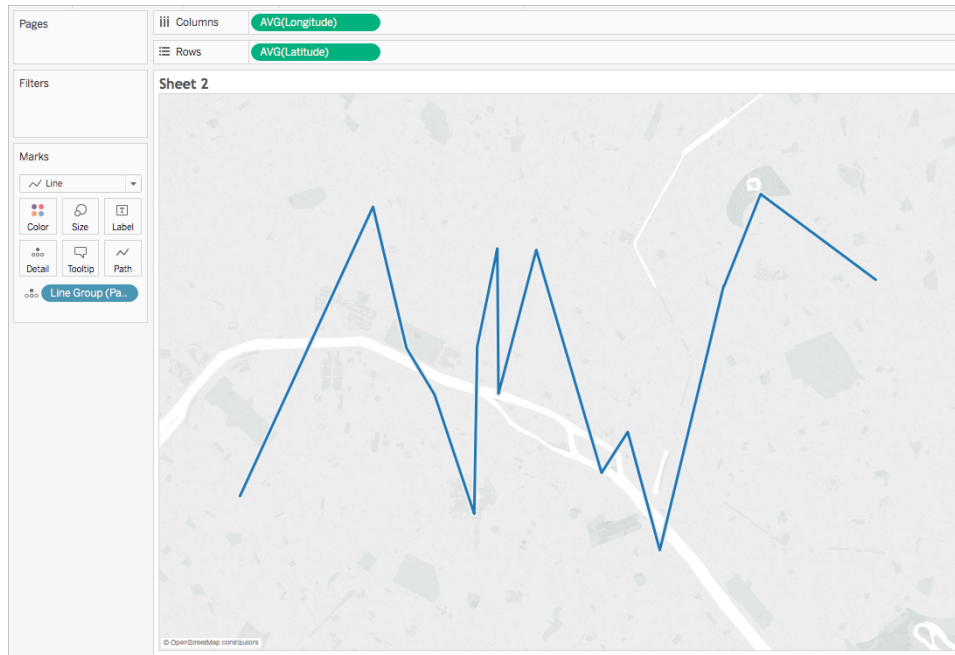 Pages
Columns AVG(Longitude)
Rows AVG(Latitude)
Filters
Sheet 2
Marks
Line
Color Size Label
Detail Tooltip Path
Line Group (Pa..
© OpenStreetMap contributors